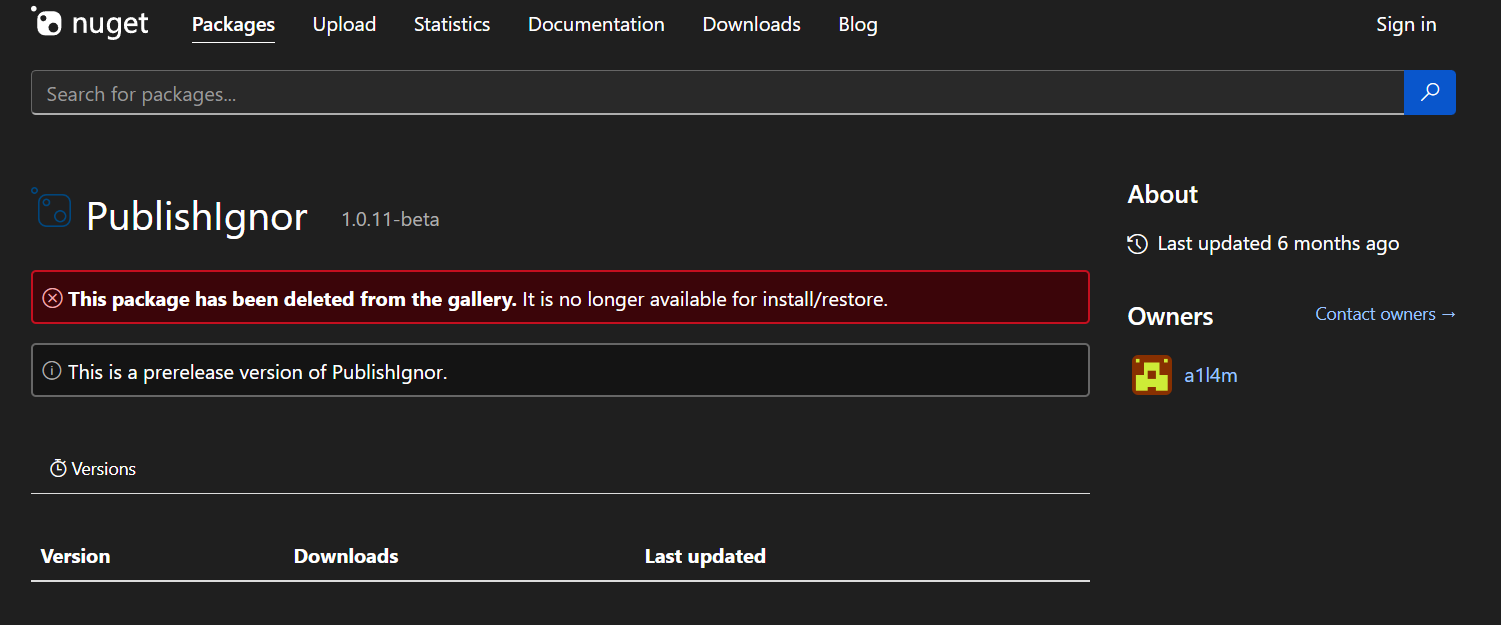 nuget Packages Upload Statistics Documentation Downloads Blog Sign in
Search for packages...
PublishIgnor 1.0.11-beta
This package has been deleted from the gallery. It is no longer available for install/restore.
This is a prerelease version of PublishIgnor.
Versions
Version Downloads Last updated
About
Last updated 6 months ago
Owners Contact owners →
a1l4m